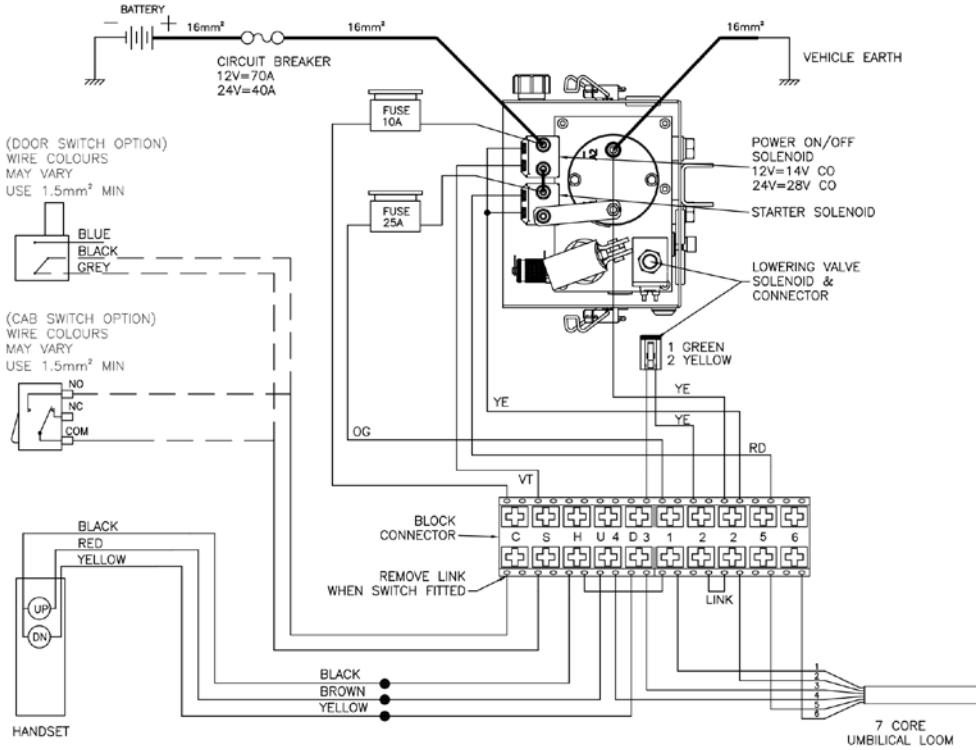 BATTERY
− +
16mm²
16mm²
16mm²
CIRCUIT BREAKER
12V=70A
24V=40A
VEHICLE EARTH
FUSE
10A
(DOOR SWITCH OPTION)
WIRE COLOURS
MAY VARY
USE 1.5mm² MIN
POWER ON/OFF
SOLENOID
12V=14V CO
24V=28V CO
STARTER SOLENOID
FUSE
25A
BLUE
BLACK
GREY
LOWERING VALVE
SOLENOID &
CONNECTOR
(CAB SWITCH OPTION)
WIRE COLOURS
MAY VARY
USE 1.5mm² MIN
1 GREEN
2 YELLOW
NO
NC
COM
YE
YE
YE
OG
RD
VT
BLOCK
CONNECTOR
C S H U 4 D 3 1 2 2 5 6
BLACK
RED
YELLOW
REMOVE LINK
WHEN SWITCH FITTED
LINK
UP
DN
BLACK
BROWN
YELLOW
1
2
3
4
5
6
HANDSET
7 CORE
UMBILICAL LOOM